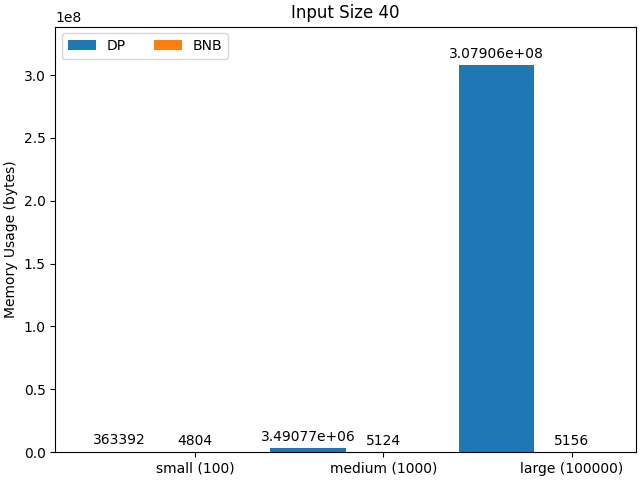 Input Size 40
1e8
DP
BNB
3.0
2.5
2.0
1.5
1.0
0.5
0.0
Memory Usage (bytes)
3.07906e+08
363392
4804
3.49077e+06
5124
5156
small (100)
medium (1000)
large (100000)